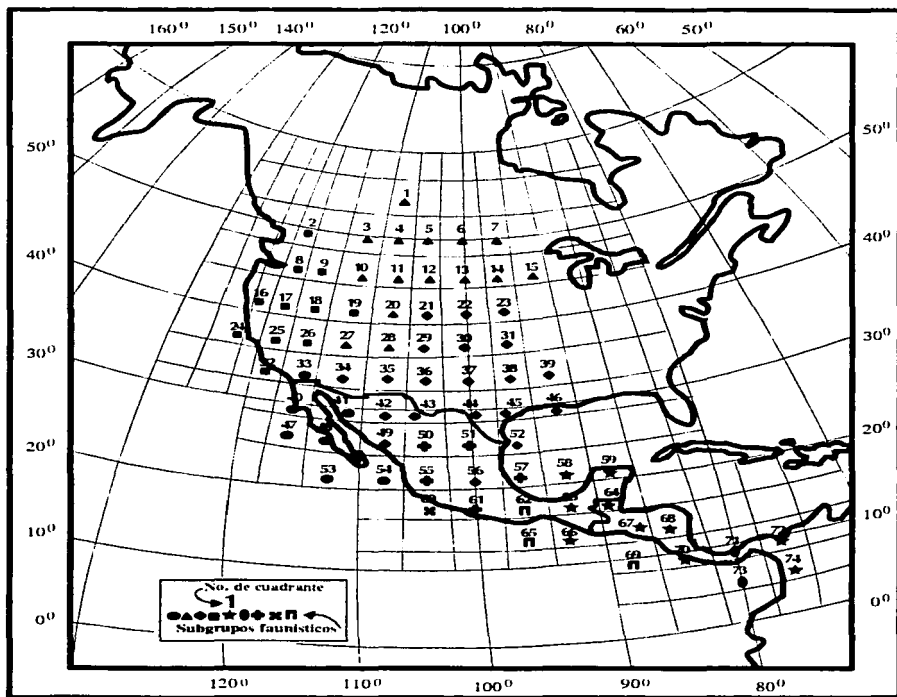 160⁰ 150⁰ 140⁰ 130⁰ 120⁰ 110⁰ 100⁰ 90⁰ 80⁰ 60⁰ 50⁰
50⁰ 50⁰
40⁰ 40⁰
30⁰ 30⁰
20⁰ 20⁰
10⁰ 10⁰
0⁰ 0⁰
1
2 3 4 5 6 7
8 9 10 11 12 13 14 15
16 17 18 19 20 21 22 23
24 25 26 27 28 29 30 31
33 34 35 36 37 38 39
41 42 43 44 45 46
47 49 50 51 52
53 54 55 56 57 58 59
61 62 64
65 66 67 68
69 70 71
73 74
No. de cuadrante
1
Subgrupos faunísticos
120⁰ 110⁰ 100⁰ 90⁰ 80⁰